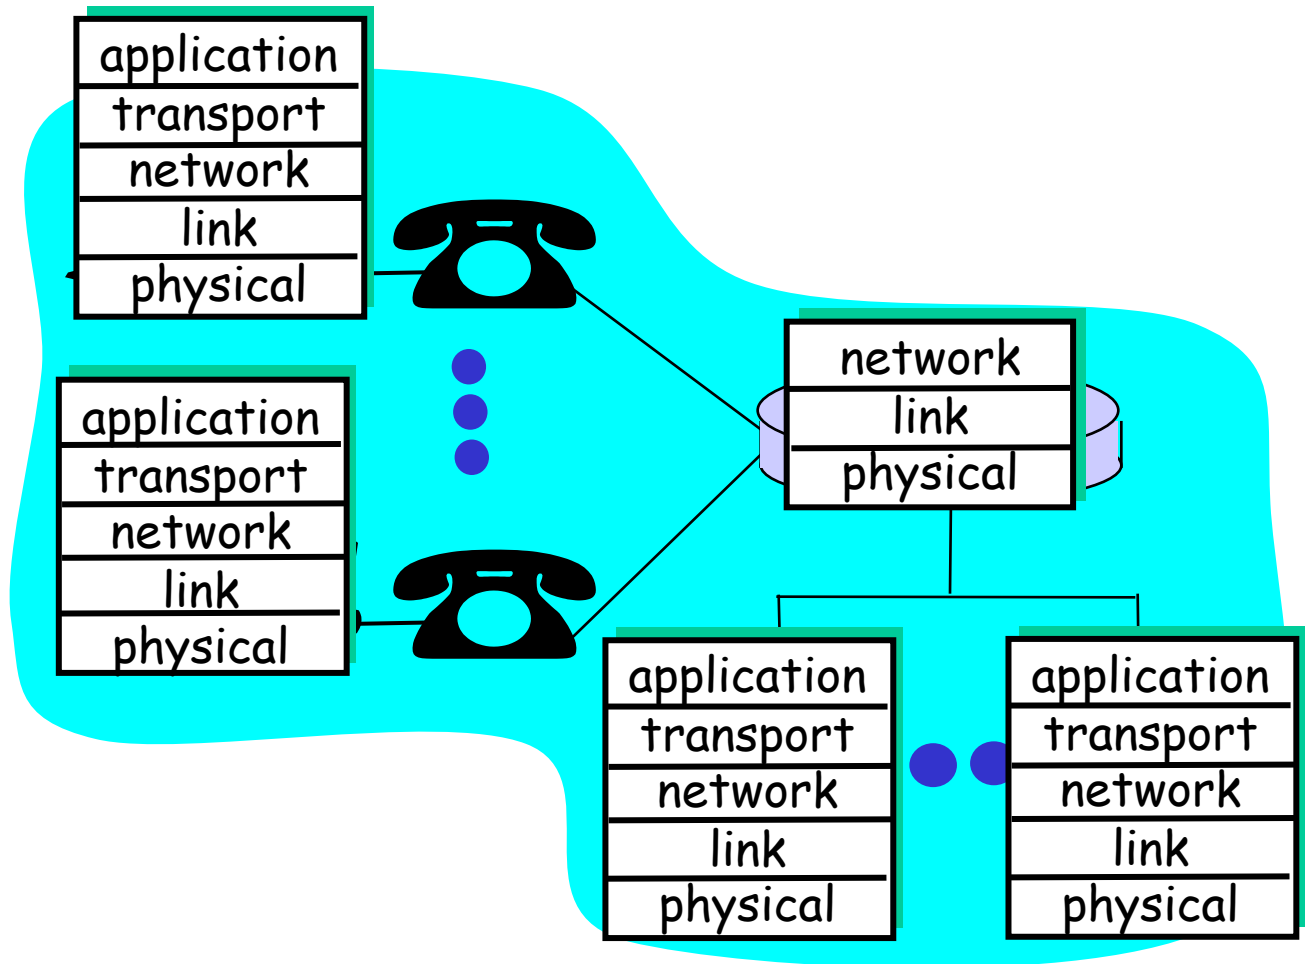 application
transport
network
link
physical
application
transport
network
link
physical
network
link
physical
application
transport
network
link
physical
application
transport
network
link
physical